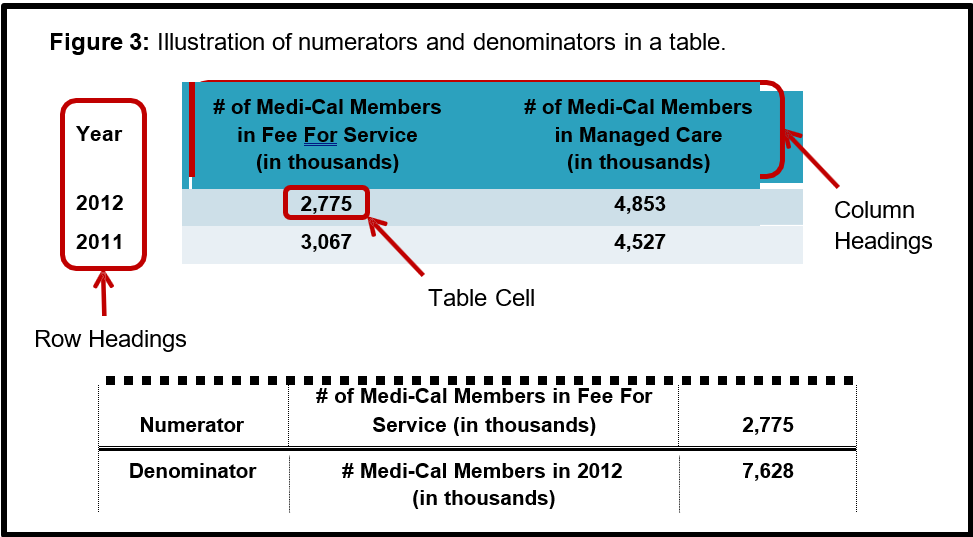 Figure 3: Illustration of numerators and denominators in a table.
Year
# of Medi-Cal Members
in Fee For Service
(in thousands)
# of Medi-Cal Members
in Managed Care
(in thousands)
2012 2,775 4,853
2011 3,067 4,527
Column
Headings
Table Cell
Row Headings
# of Medi-Cal Members in Fee For
Numerator Service (in thousands) 2,775
Denominator # Medi-Cal Members in 2012 7,628
(in thousands)